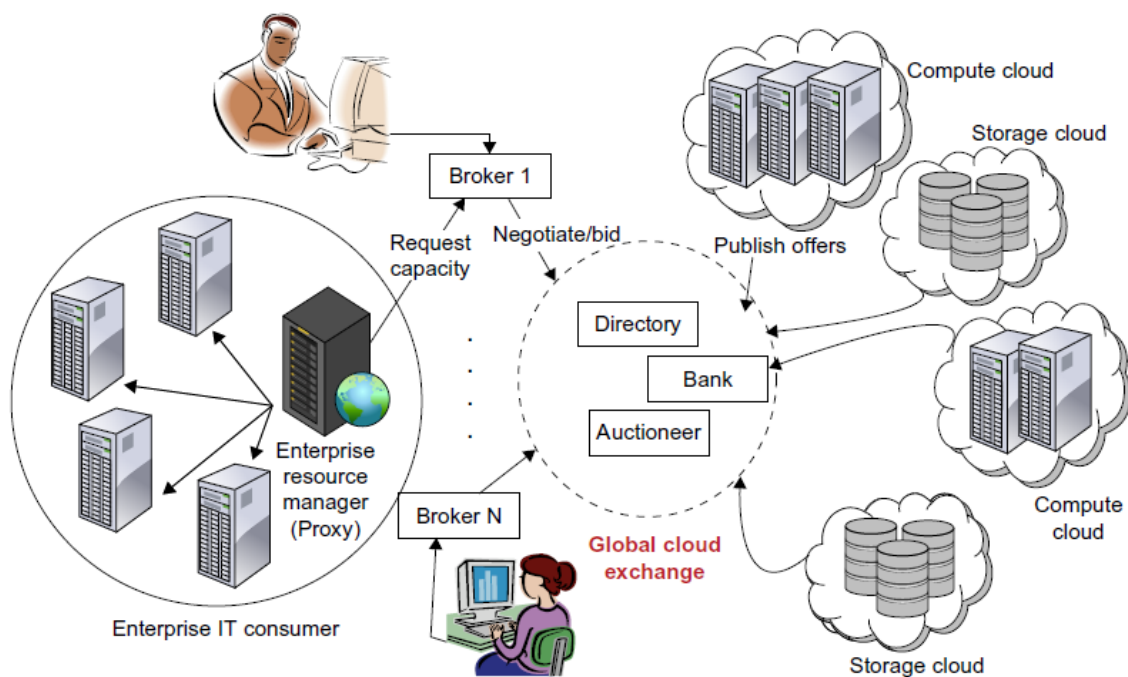 Compute cloud
Storage cloud
Broker 1
Request
capacity
Negotiate/bid
Publish offers
Directory
Bank
Auctioneer
Enterprise
resource
manager
(Proxy)
Broker N
Global cloud
exchange
Compute
cloud
Enterprise IT consumer
Storage cloud